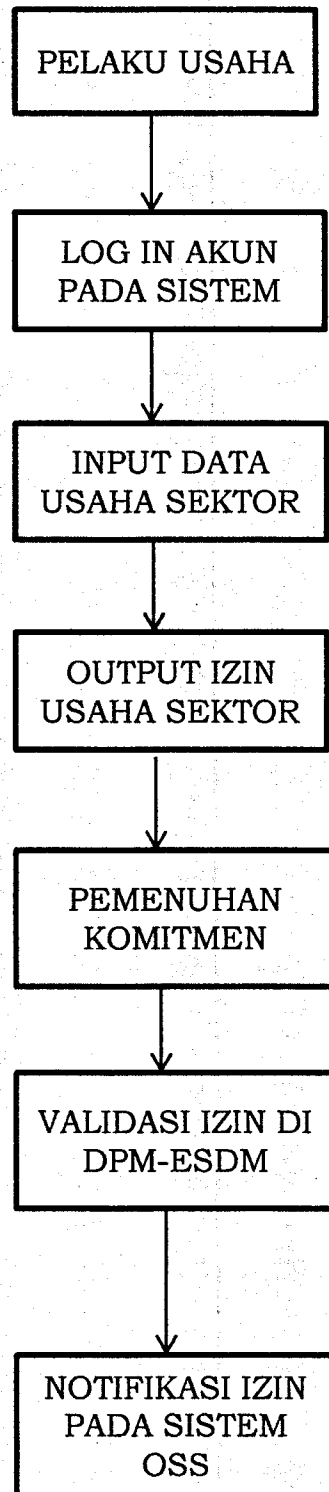 PELAKU USAHA
LOG IN AKUN
PADA SISTEM
INPUT DATA
USAHA SEKTOR
OUTPUT IZIN
USAHA SEKTOR
PEMENUHAN
KOMITMEN
VALIDASI IZIN DI
DPM-ESDM
NOTIFIKASI IZIN
PADA SISTEM
OSS